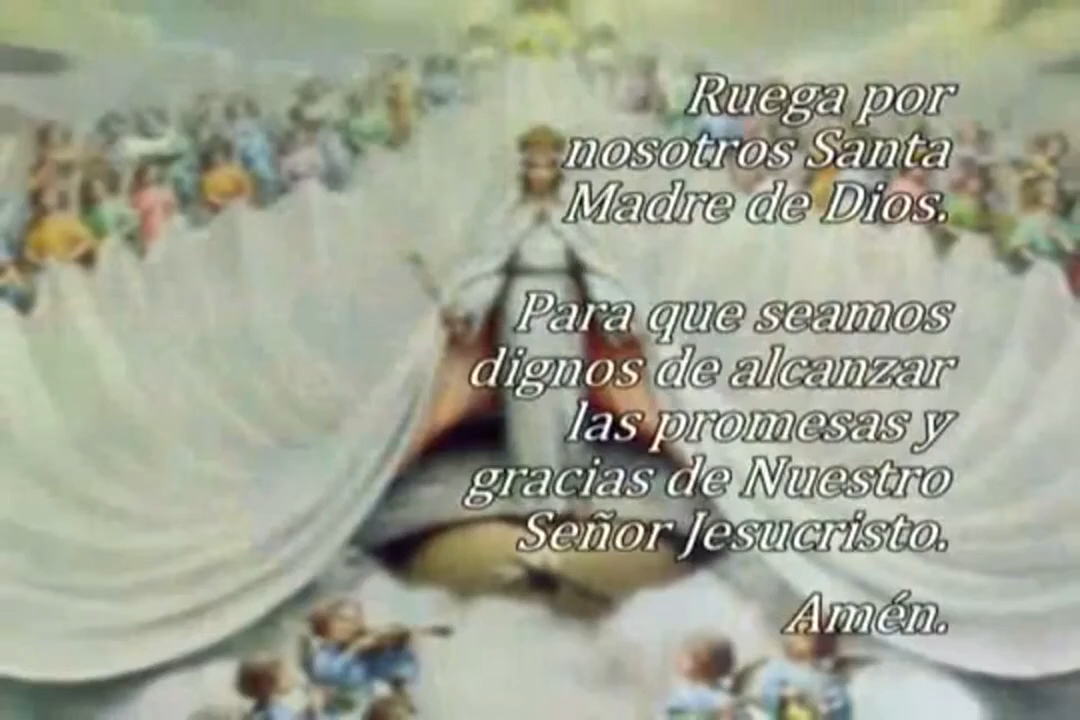 Ruega por
nosotros Santa
Madre de Dios.
Para que seamos
dignos de alcanzar
las promesas y
gracias de Nuestro
Señor Jesucristo.
Amén.